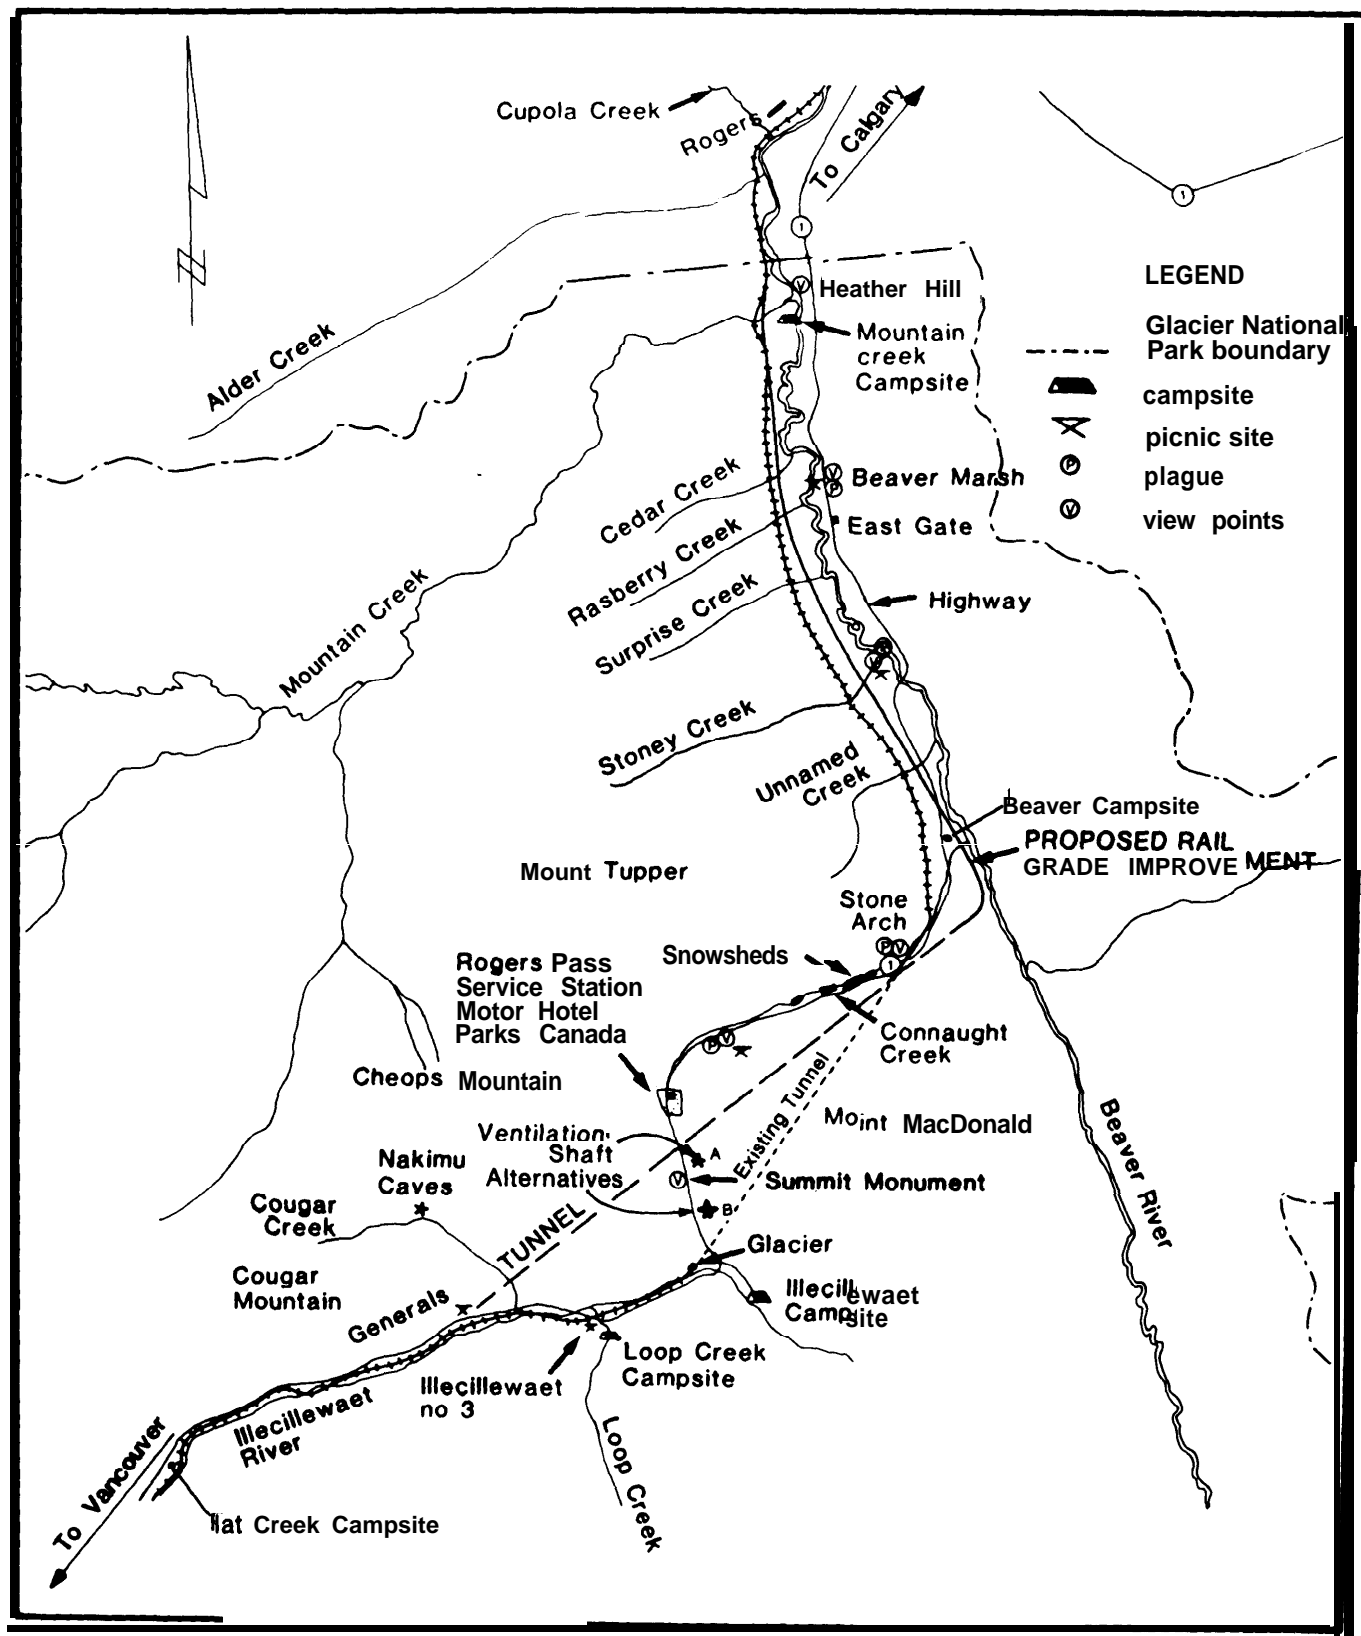 Cupola Creek
Rogers
To Calgary
1
1
Heather Hill
LEGEND
Glacier National
Park boundary
campsite
picnic site
P plague
V view points
Alder Creek
V
Mountain
creek
Campsite
Cedar Creek
V
P
Beaver Marsh
East Gate
Rasberry Creek
Surprise Creek
Highway
Mountain Creek
V
Stoney Creek
Unnamed
Creek
Beaver Campsite
PROPOSED RAIL
GRADE IMPROVEMENT
Mount Tupper
Stone
Arch
P V
1
Snowsheds
Rogers Pass
Service Station
Motor Hotel
Parks Canada
Connaught
Creek
P V
Cheops Mountain
Existing Tunnel
Moint MacDonald
Beaver River
Ventilation
Shaft
Alternatives
A
V
Summit Monument
B
Nakimu
Caves
Cougar
Creek
TUNNEL
Glacier
Cougar
Mountain
Generals
Illecillewaet
Campsite
Loop Creek
Campsite
Illecillewaet
no 3
Illecillewaet
River
Loop Creek
To Vancouver
Creek Campsite